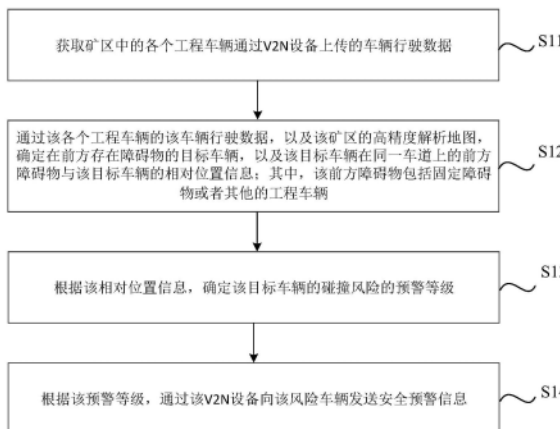 获取矿区中的各个工程车辆通过V2N设备上传的车辆行驶数据
S11
通过该各个工程车辆的该车辆行驶数据，以及该矿区的高精度解析地图，
确定在前方存在障碍物的目标车辆，以及该目标车辆在同一车道上的前方
障碍物与该目标车辆的相对位置信息；其中，该前方障碍物包括固定障碍
物或者其他的工程车辆
S12
根据该相对位置信息，确定该目标车辆的碰撞风险的预警等级
S13
根据该预警等级，通过该V2N设备向该风险车辆发送安全预警信息
S14